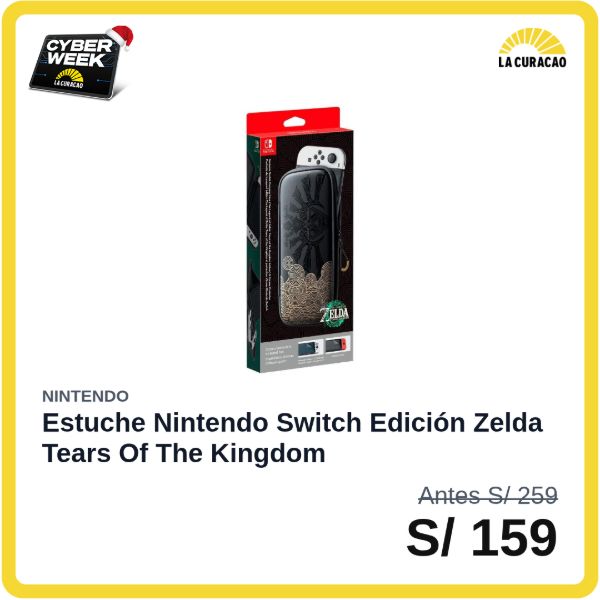 CYBER
WEEK
LA CURACAO
LA CURACAO
ZELDA
NINTENDO
Estuche Nintendo Switch Edición Zelda
Tears Of The Kingdom
Antes S/ 259
S/ 159